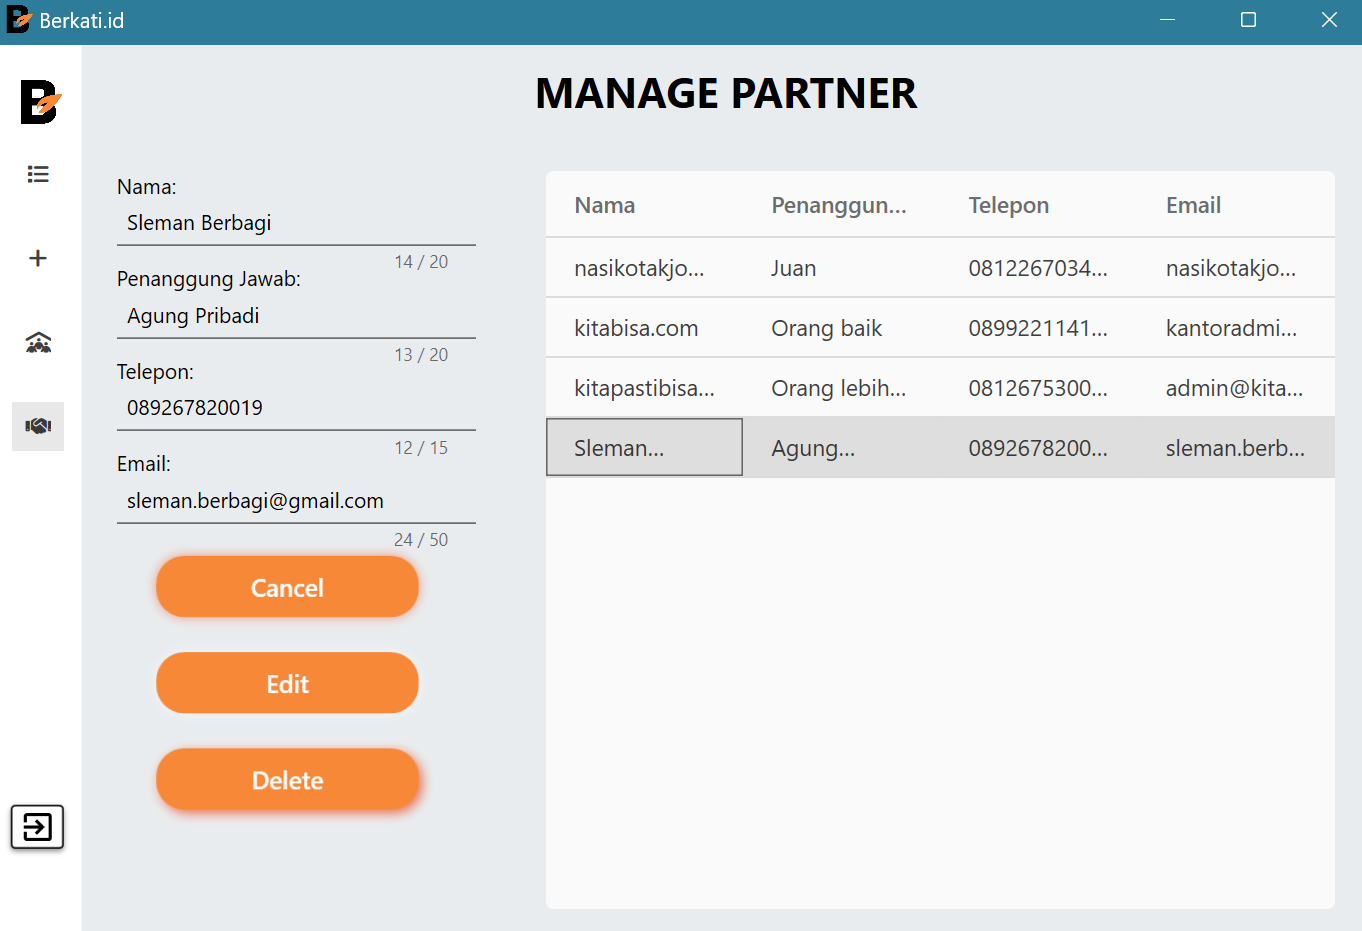 Berkati.id
MANAGE PARTNER
Nama:
Sleman Berbagi
14 / 20
Penanggung Jawab:
Agung Pribadi
13 / 20
Telepon:
089267820019
12 / 15
Email:
sleman.berbagi@gmail.com
24 / 50
Cancel
Edit
Delete
Nama Penanggun... Telepon Email
nasikotakjo... Juan 0812267034... nasikotakjo...
kitabisa.com Orang baik 0899221141... kantoradmi...
kitapastibisa... Orang lebih... 0812675300... admin@kita...
Sleman... Agung... 0892678200... sleman.berb...